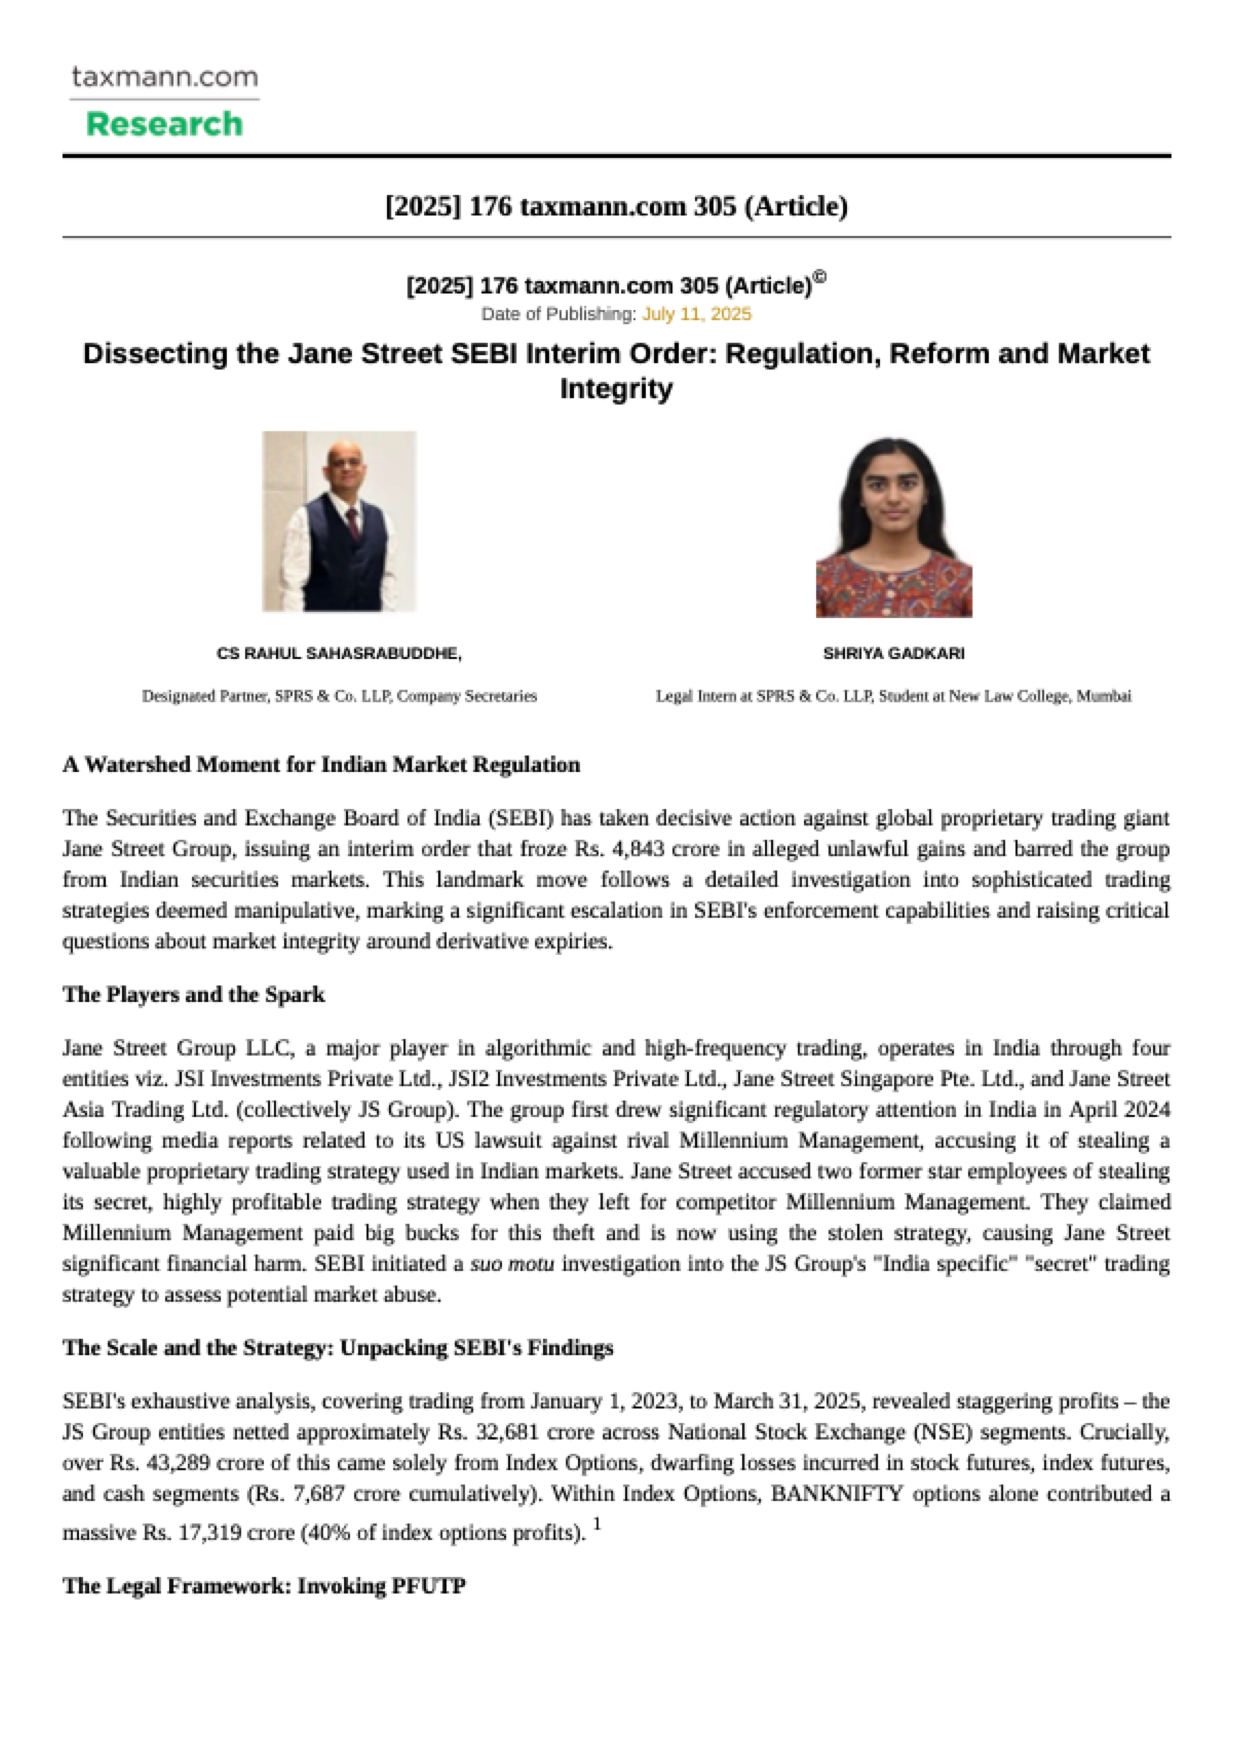 taxmann.com
Research
[2025] 176 taxmann.com 305 (Article)
[2025] 176 taxmann.com 305 (Article)©
Date of Publishing: July 11, 2025
Dissecting the Jane Street SEBI Interim Order: Regulation, Reform and Market
Integrity
CS RAHUL SAHASRABUDDHE,
SHRIYA GADKARI
Designated Partner, SPRS & Co. LLP, Company Secretaries
Legal Intern at SPRS & Co. LLP, Student at New Law College, Mumbai
A Watershed Moment for Indian Market Regulation
The Securities and Exchange Board of India (SEBI) has taken decisive action against global proprietary trading giant
Jane Street Group, issuing an interim order that froze Rs. 4,843 crore in alleged unlawful gains and barred the group
from Indian securities markets. This landmark move follows a detailed investigation into sophisticated trading
strategies deemed manipulative, marking a significant escalation in SEBI's enforcement capabilities and raising critical
questions about market integrity around derivative expiries.
The Players and the Spark
Jane Street Group LLC, a major player in algorithmic and high-frequency trading, operates in India through four
entities viz. JSI Investments Private Ltd., JSI2 Investments Private Ltd., Jane Street Singapore Pte. Ltd., and Jane Street
Asia Trading Ltd. (collectively JS Group). The group first drew significant regulatory attention in India in April 2024
following media reports related to its US lawsuit against rival Millennium Management, accusing it of stealing a
valuable proprietary trading strategy used in Indian markets. Jane Street accused two former star employees of stealing
its secret, highly profitable trading strategy when they left for competitor Millennium Management. They claimed
Millennium Management paid big bucks for this theft and is now using the stolen strategy, causing Jane Street
significant financial harm. SEBI initiated a suo motu investigation into the JS Group's "India specific" "secret" trading
strategy to assess potential market abuse.
The Scale and the Strategy: Unpacking SEBI's Findings
SEBI's exhaustive analysis, covering trading from January 1, 2023, to March 31, 2025, revealed staggering profits – the
JS Group entities netted approximately Rs. 32,681 crore across National Stock Exchange (NSE) segments. Crucially,
over Rs. 43,289 crore of this came solely from Index Options, dwarfing losses incurred in stock futures, index futures,
and cash segments (Rs. 7,687 crore cumulatively). Within Index Options, BANKNIFTY options alone contributed a
massive Rs. 17,319 crore (40% of index options profits). 1
The Legal Framework: Invoking PFUTP